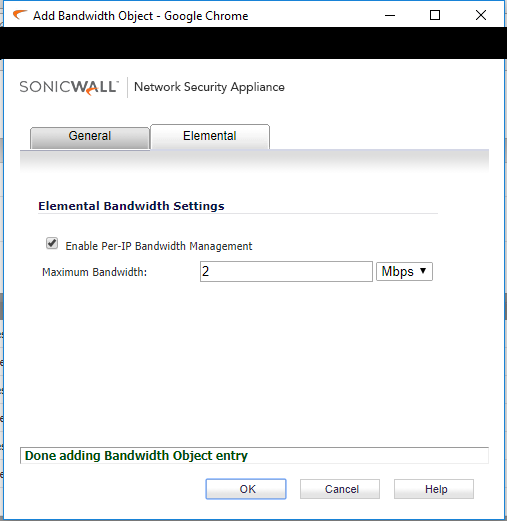 Add Bandwidth Object - Google Chrome
SONICWALL™ Network Security Appliance
General Elemental
Elemental Bandwidth Settings
Enable Per-IP Bandwidth Management
Maximum Bandwidth: 2 Mbps
Done adding Bandwidth Object entry
OK Cancel Help